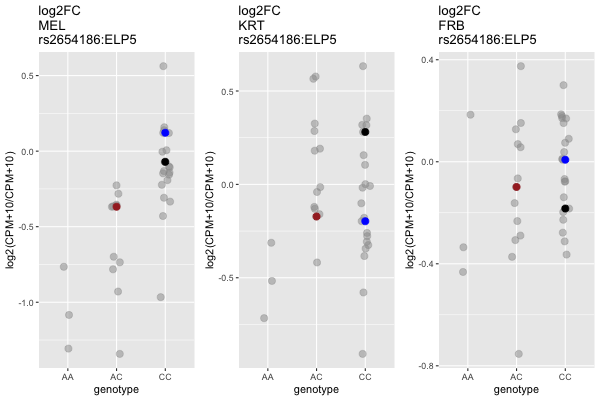 log2FC
MEL
rs2654186:ELP5
log2(CPM+10/CPM+10)
0.5
0.0
-0.5
-1.0
AA
AC
CC
genotype
log2FC
KRT
rs2654186:ELP5
log2(CPM+10/CPM+10)
0.5
0.0
-0.5
AA
AC
CC
genotype
log2FC
FRB
rs2654186:ELP5
log2(CPM+10/CPM+10)
0.4
0.0
-0.4
-0.8
AA
AC
CC
genotype